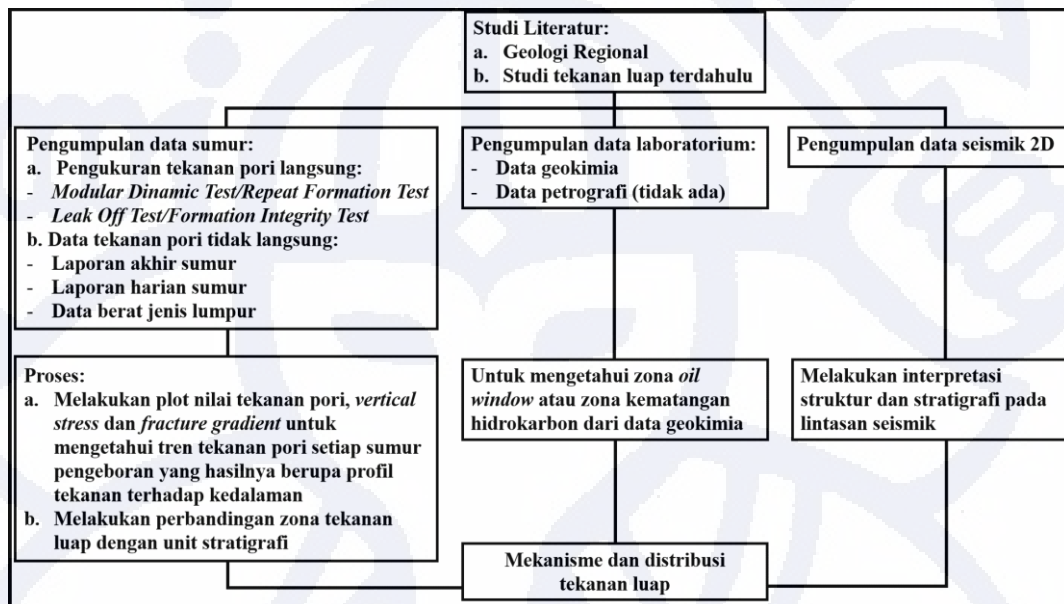 Studi Literatur:
a. Geologi Regional
b. Studi tekanan luap terdahulu
Pengumpulan data sumur:
a. Pengukuran tekanan pori langsung:
- Modular Dinamic Test/Repeat Formation Test
- Leak Off Test/Formation Integrity Test
b. Data tekanan pori tidak langsung:
- Laporan akhir sumur
- Laporan harian sumur
- Data berat jenis lumpur
Pengumpulan data laboratorium:
- Data geokimia
- Data petrografi (tidak ada)
Pengumpulan data seismik 2D
Proses:
a. Melakukan plot nilai tekanan pori, vertical
stress dan fracture gradient untuk
mengetahui tren tekanan pori setiap sumur
pengeboran yang hasilnya berupa profil
tekanan terhadap kedalaman
b. Melakukan perbandingan zona tekanan
luap dengan unit stratigrafi
Untuk mengetahui zona oil
window atau zona kematangan
hidrokarbon dari data geokimia
Melakukan interpretasi
struktur dan stratigrafi pada
lintasan seismik
Mekanisme dan distribusi
tekanan luap